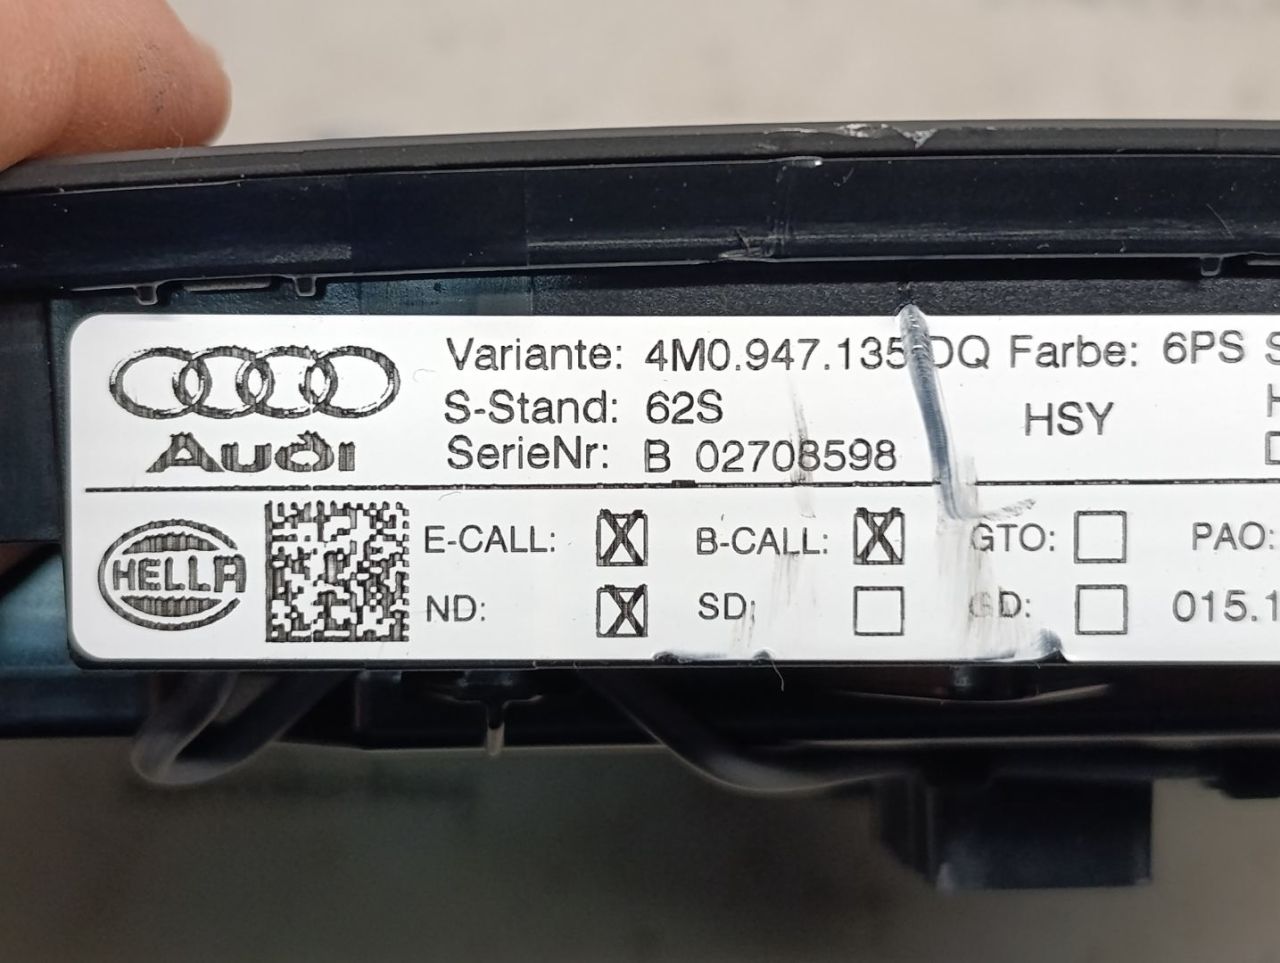 Variante: 4M0.947.135 DQ Farbe: 6PS S
S-Stand: 62S HSY
SerieNr: B 02708598
Audi
E-CALL: B-CALL: GTO: PAO:
HELLA
ND: SD: GD: 015.1